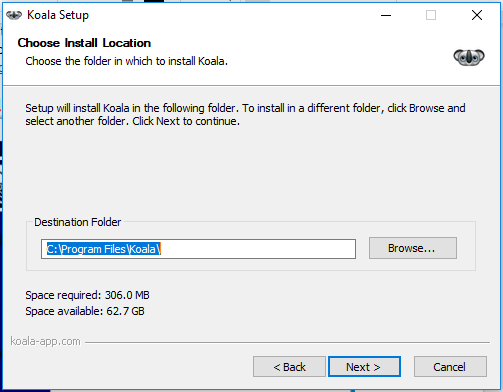 Koala Setup
Choose Install Location
Choose the folder in which to install Koala.
Setup will install Koala in the following folder. To install in a different folder, click Browse and
select another folder. Click Next to continue.
Destination Folder
C:\Program Files\Koala\
Browse...
Space required: 306.0 MB
Space available: 62.7 GB
koala-app.com
< Back
Next >
Cancel